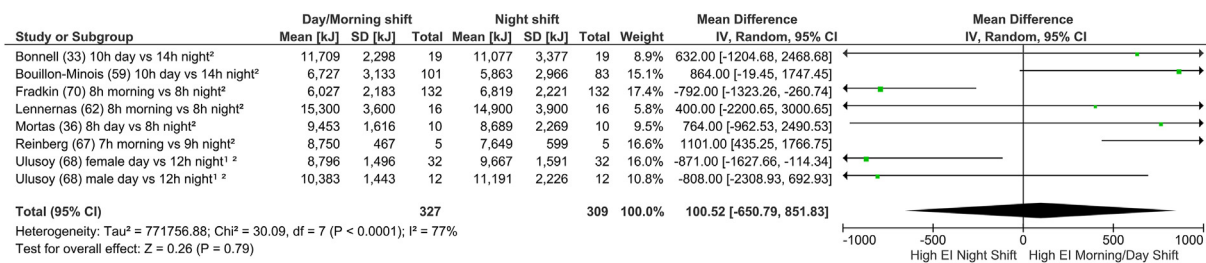 Day/Morning shift Night shift Mean Difference Mean Difference
Study or Subgroup Mean [kJ] SD [kJ] Total Mean [kJ] SD [kJ] Total Weight IV, Random, 95% CI IV, Random, 95% CI
Bonnell (33) 10h day vs 14h night² 11,709 2,298 19 11,077 3,377 19 8.9% 632.00 [-1204.68, 2468.68]
Bouillon-Minois (59) 10h day vs 14h night² 6,727 3,133 101 5,863 2,966 83 15.1% 864.00 [-19.45, 1747.45]
Fradkin (70) 8h morning vs 8h night² 6,027 2,183 132 6,819 2,221 132 17.4% -792.00 [-1323.26, -260.74]
Lennernas (62) 8h morning vs 8h night² 15,300 3,600 16 14,900 3,900 16 5.8% 400.00 [-2200.65, 3000.65]
Mortas (36) 8h day vs 8h night² 9,453 1,616 10 8,689 2,269 10 9.5% 764.00 [-962.53, 2490.53]
Reinberg (67) 7h morning vs 9h night² 8,750 467 5 7,649 599 5 16.6% 1101.00 [435.25, 1766.75]
Ulusoy (68) female day vs 12h night¹ ² 8,796 1,496 32 9,667 1,591 32 16.0% -871.00 [-1627.66, -114.34]
Ulusoy (68) male day vs 12h night¹ ² 10,383 1,443 12 11,191 2,226 12 10.8% -808.00 [-2308.93, 692.93]
Total (95% CI) 327 309 100.0% 100.52 [-650.79, 851.83]
Heterogeneity: Tau² = 771756.88; Chi² = 30.09, df = 7 (P < 0.0001); I² = 77%
Test for overall effect: Z = 0.26 (P = 0.79)
-1000 -500 0 500 1000
High EI Night Shift High EI Morning/Day Shift